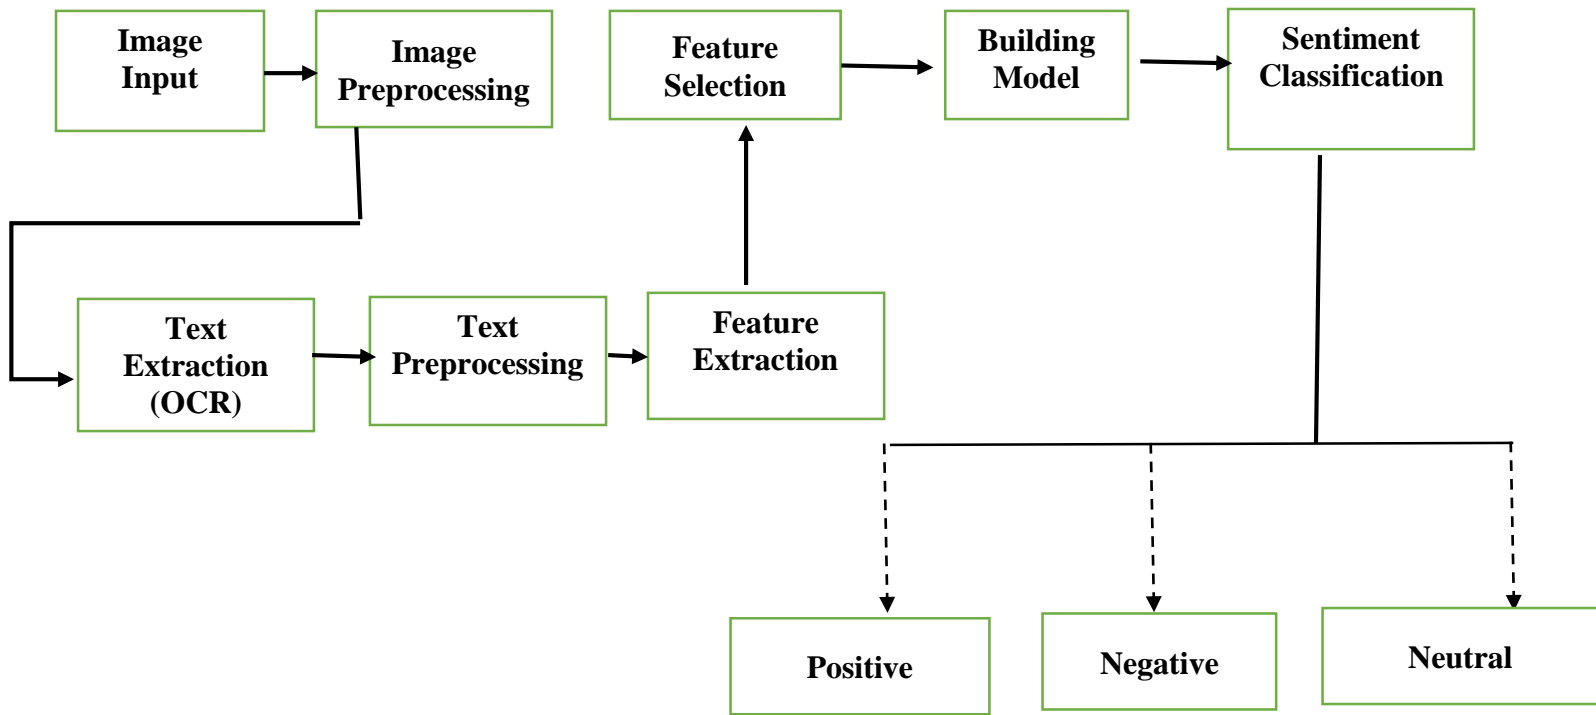 Image
Input
Image
Preprocessing
Feature
Selection
Building
Model
Sentiment
Classification
Text
Extraction
(OCR)
Text
Preprocessing
Feature
Extraction
Positive
Negative
Neutral